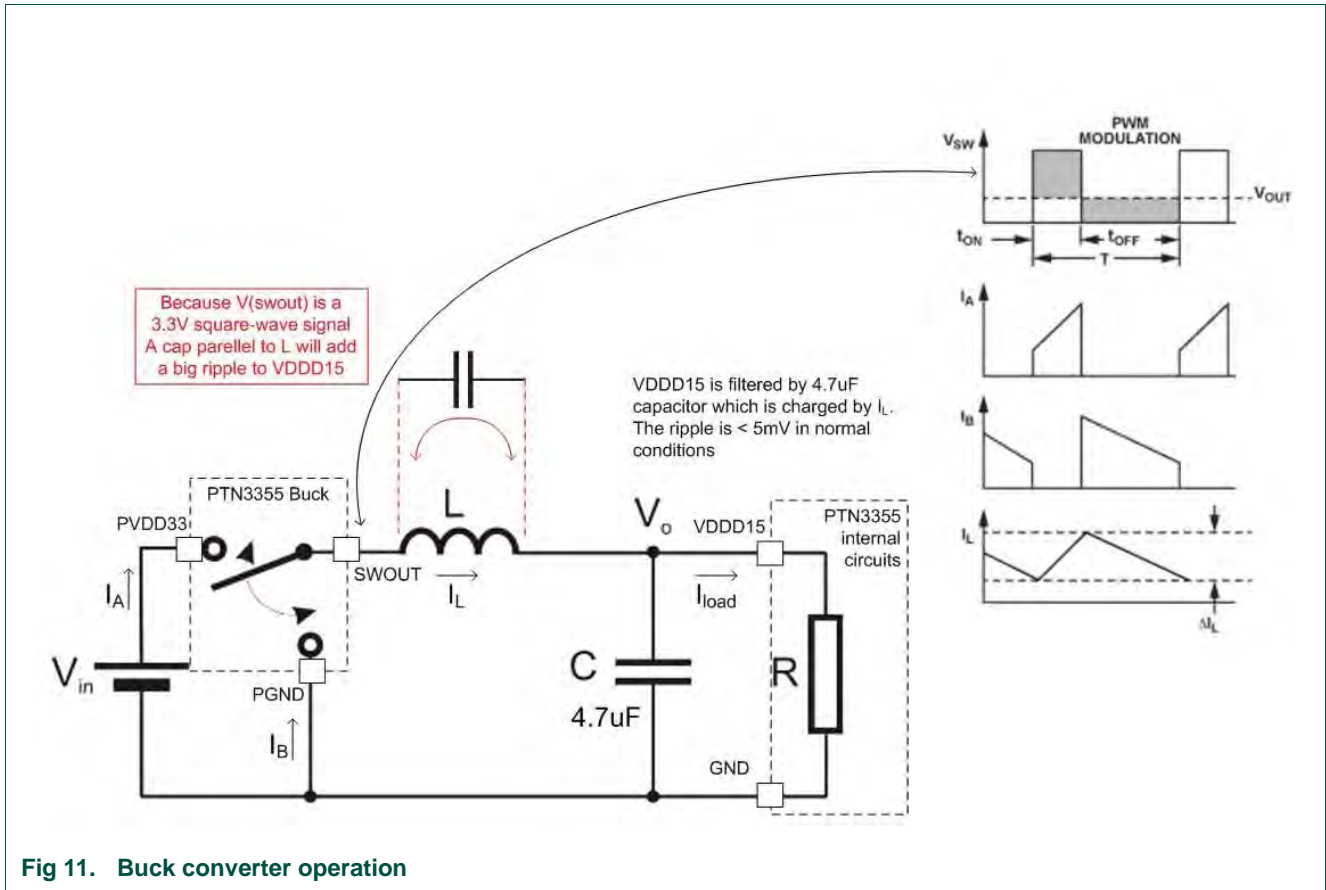 PWM
MODULATION
VSW
VOUT
tON
tOFF
T
IA
Because V(swout) is a
3.3V square-wave signal
A cap parellel to L will add
a big ripple to VDDD15
VDDD15 is filtered by 4.7uF
capacitor which is charged by IL.
The ripple is < 5mV in normal
conditions
IB
PTN3355 Buck
L
Vo
PVDD33
VDDD15
PTN3355
internal
circuits
IL
SWOUT
IL
Iload
IA
ΔIL
Vin
C
R
PGND
4.7uF
IB
GND
Fig 11. Buck converter operation